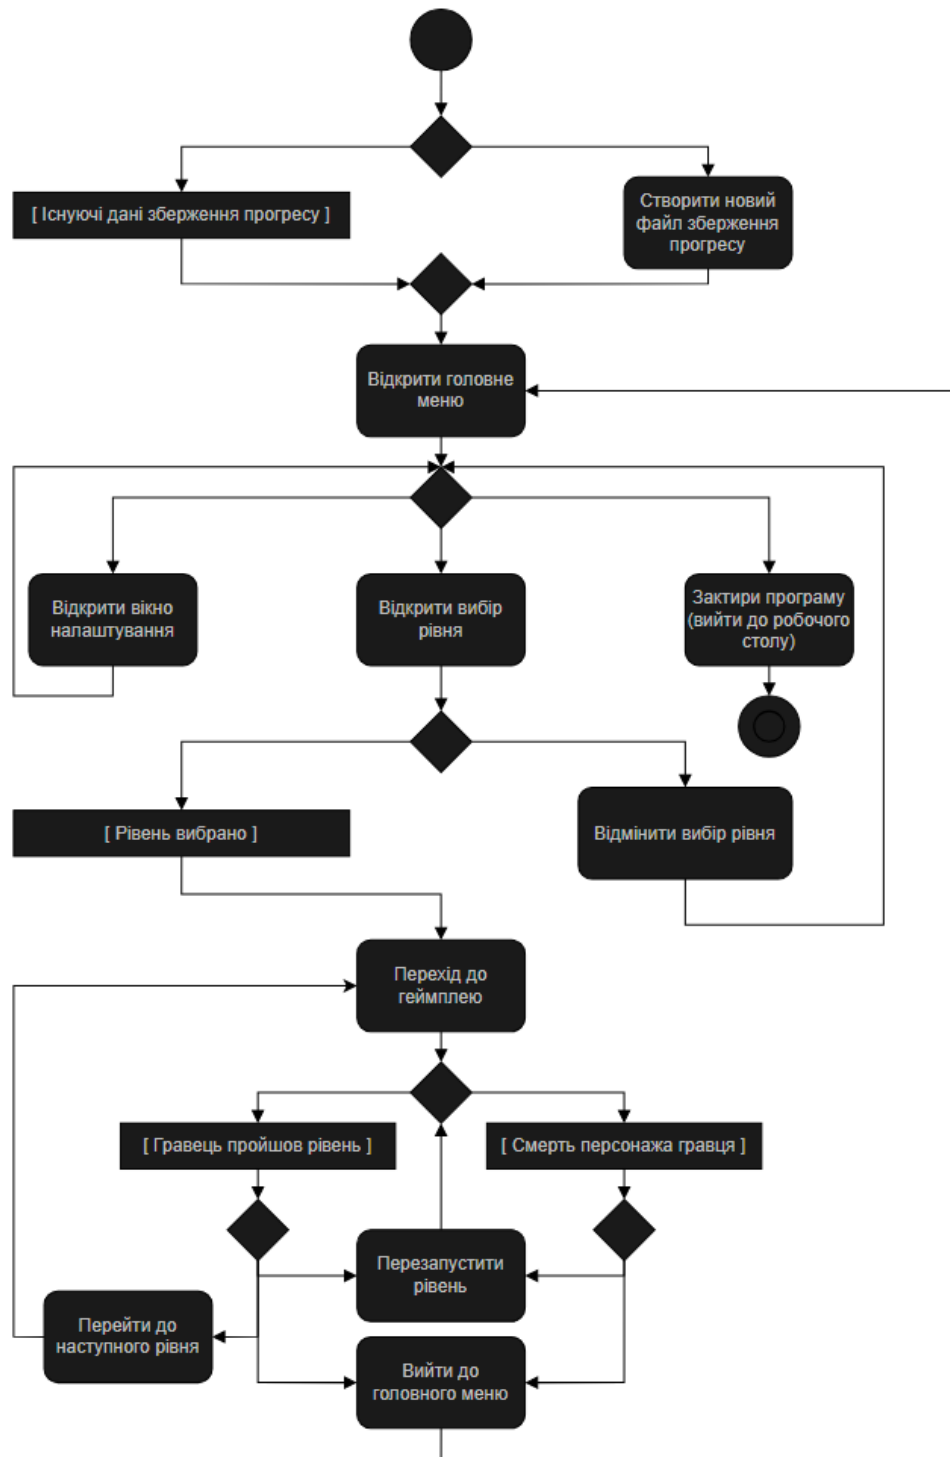 [ Існуючі дані зберження прогресу ]
Створити новий
файл зберження
прогресу
Відкрити головне
меню
Відкрити вікно
налаштування
Відкрити вибір
рівня
Зактири програму
(вийти до робочого
столу)
[ Рівень вибрано ]
Відмінити вибір рівня
Перехід до
геймплею
[ Гравець пройшов рівень ]
[ Смерть персонажа гравця ]
Перезапустити
рівень
Перейти до
наступного рівня
Вийти до
головного меню